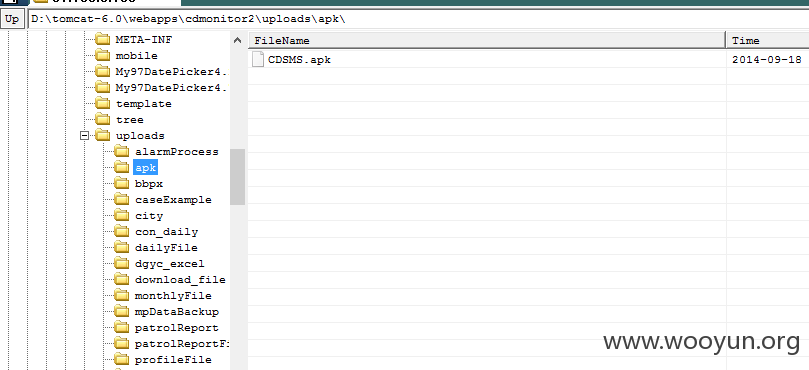 Up D:\tomcat-6.0\webapps\cdmonitor2\uploads\apk\
META-INF
mobile
My97DatePicker4.
My97DatePicker4.
template
tree
uploads
alarmProcess
apk
bbpx
caseExample
city
con_daily
dailyFile
dgyc_excel
download_file
monthlyFile
mpDataBackup
patrolReport
patrolReportFi
profileFile
FileName Time
CDSMS.apk 2014-09-18
www.wooyun.org